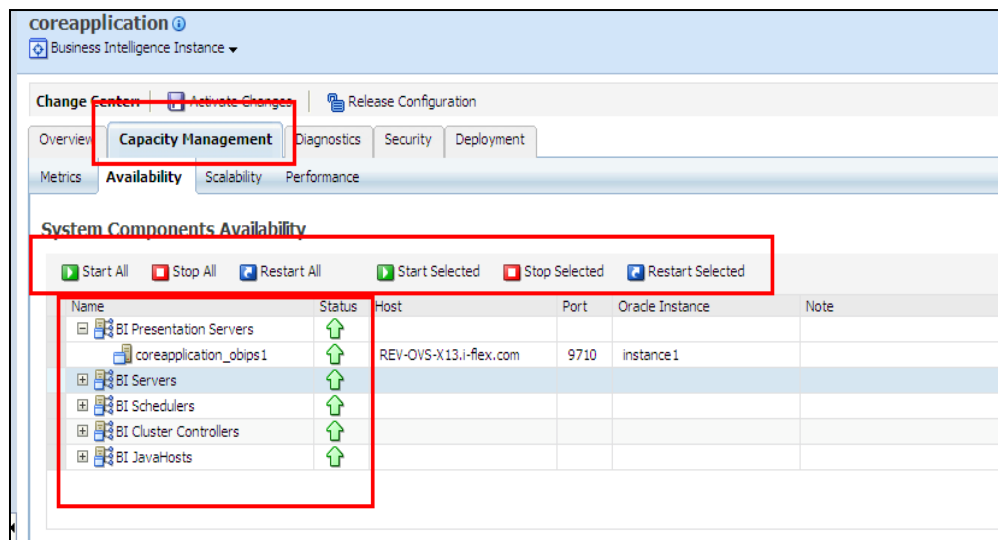 coreapplication
Business Intelligence Instance
Change Center: Activate Changes Release Configuration
Overview Capacity Management Diagnostics Security Deployment
Metrics Availability Scalability Performance
System Components Availability
Start All Stop All Restart All Start Selected Stop Selected Restart Selected
Name Status Host Port Oracle Instance Note
BI Presentation Servers
coreapplication_obips1 REV-OVS-X13.i-flex.com 9710 instance1
BI Servers
BI Schedulers
BI Cluster Controllers
BI JavaHosts